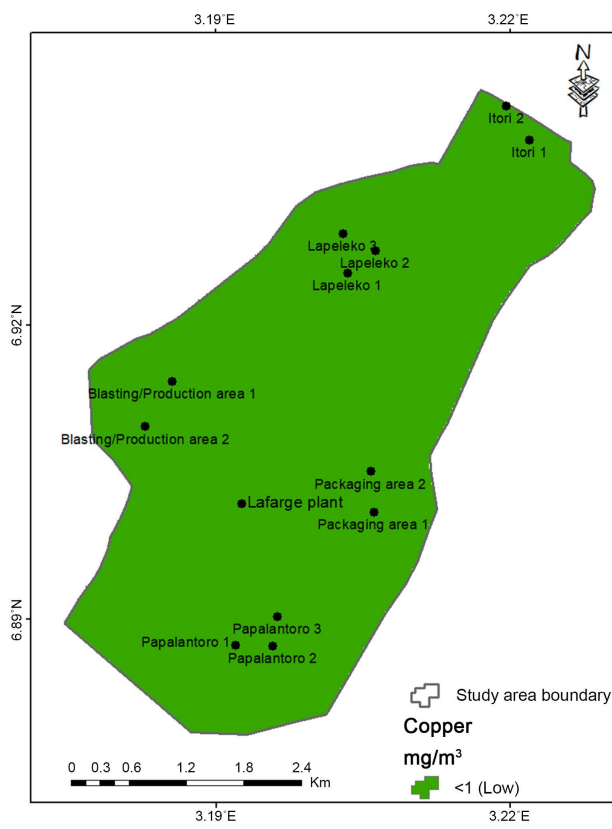 3.19°E 3.22°E
N
Itori 2
Itori 1
Lapeleko 3
Lapeleko 2
Lapeleko 1
6.92°N
Blasting/Production area 1
Blasting/Production area 2
Packaging area 2
Lafarge plant
Packaging area 1
6.89°N
Papalantoro 3
Papalantoro 1
Papalantoro 2
Study area boundary
Copper
mg/m³
<1 (Low)
0 0.3 0.6 1.2 1.8 2.4
Km
3.19°E 3.22°E